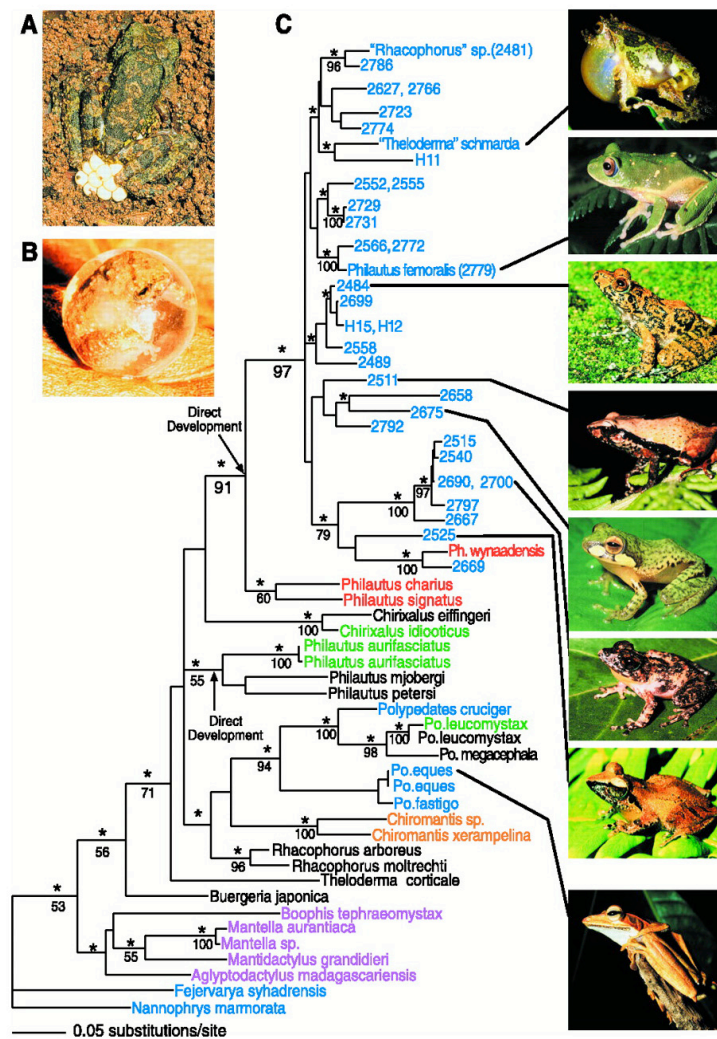 A
B
C
"Rhacophorus" sp.(2481)
*
96
2786
2627, 2766
*
2723
2774
*
"Theloderma" schmarda
H11
2552, 2555
*
2729
*
100
2731
*
2566, 2772
100
Philautus femoralis (2779)
2484
*
2699
H15, H12
*
2558
2489
*
97
2511
*
2658
2675
2792
Direct
Development
2515
2540
*
*
97
2690, 2700
100
2797
2667
*
79
2525
*
91
Ph. wynaadensis
*
100
2669
*
60
Philautus charius
Philautus signatus
Chirixalus eiffingeri
*
100
Chirixalus idiooticus
Philautus aurifasciatus
*
100
Philautus aurifasciatus
*
55
Philautus mjobergi
Philautus petersi
Direct
Development
Polypedates cruciger
*
100
Po.leucomystax
*
100
Po.leucomystax
*
98
Po. megacephala
*
94
Po.eques
Po.eques
Po.fastigo
*
71
Chiromantis sp.
*
100
Chiromantis xerampelina
*
Rhacophorus arboreus
*
96
Rhacophorus moltrechti
Theloderma corticale
*
56
Buergeria japonica
*
53
Boophis tephraeomystax
Mantella aurantiaca
*
100
Mantella sp.
*
55
Mantidactylus grandidieri
*
Aglyptodactylus madagascariensis
Fejervarya syhadrensis
Nannophrys marmorata
0.05 substitutions/site